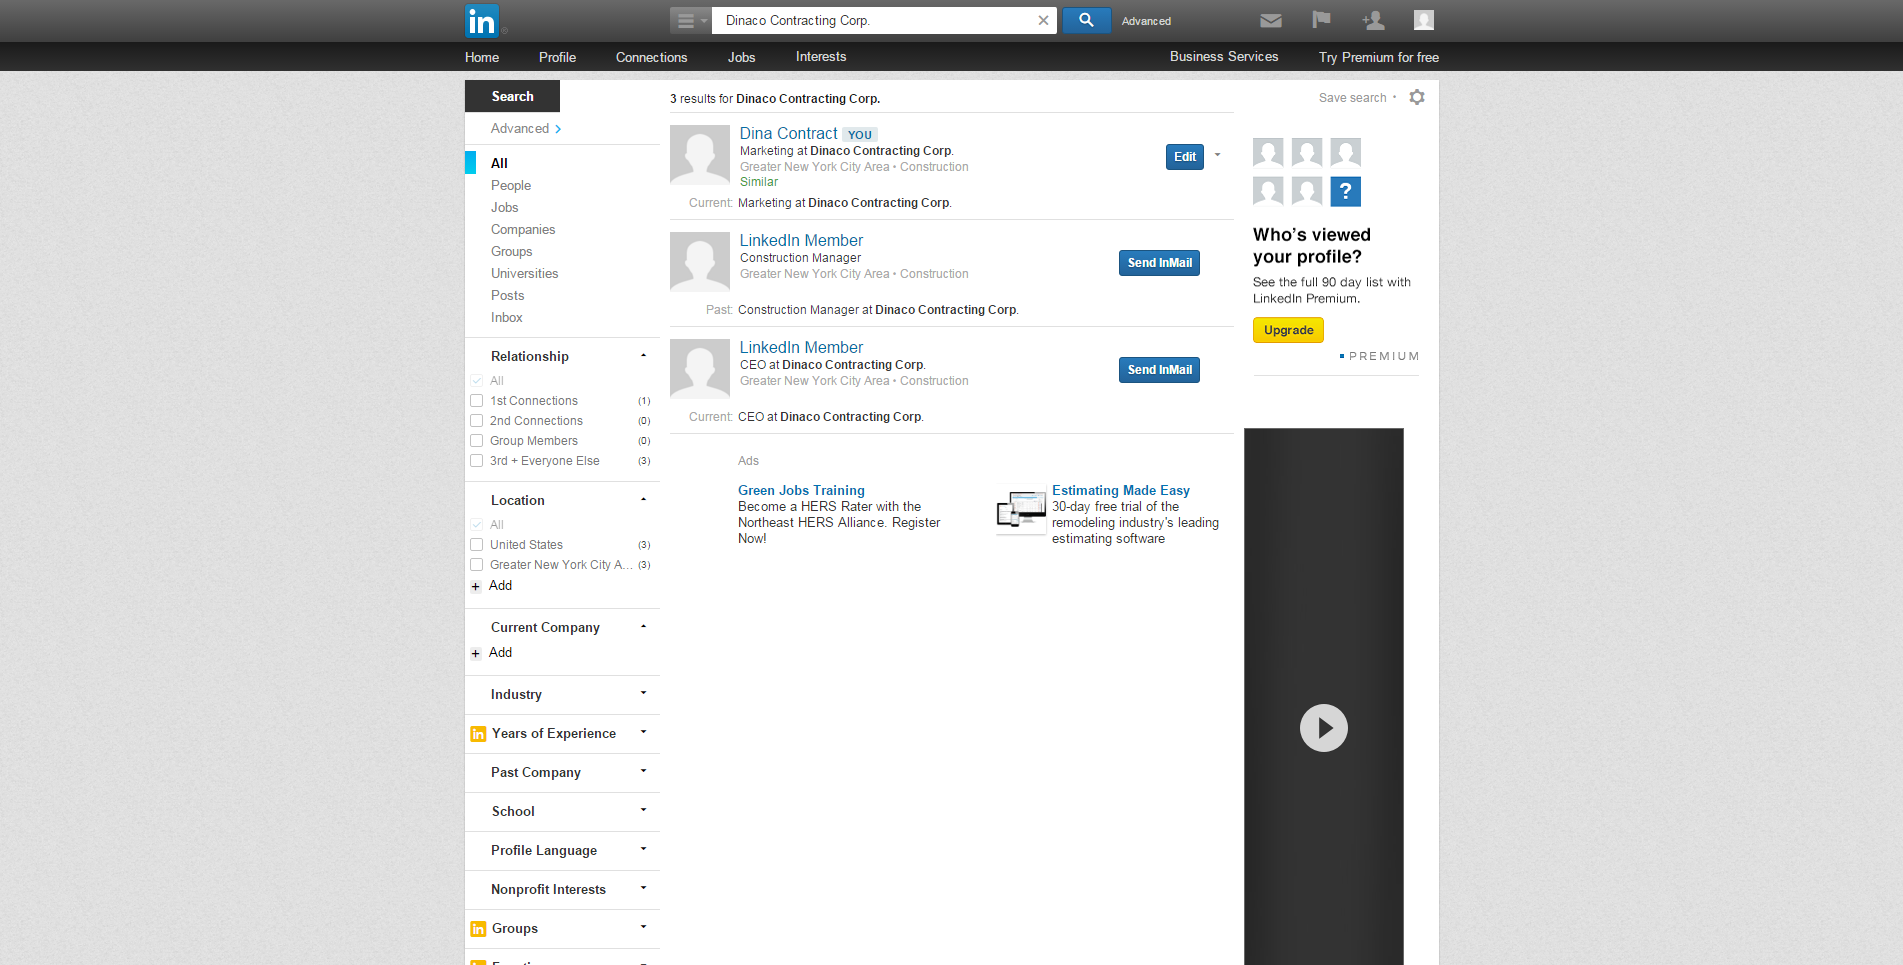 in
Dinaco Contracting Corp.
Advanced
Home
Profile
Connections
Jobs
Interests
Business Services
Try Premium for free
Search
Advanced
All
People
Jobs
Companies
Groups
Universities
Posts
Inbox
Relationship
All
1st Connections (1)
2nd Connections (0)
Group Members (0)
3rd + Everyone Else (3)
Location
All
United States (3)
Greater New York City A... (3)
+ Add
Current Company
+ Add
Industry
in Years of Experience
Past Company
School
Profile Language
Nonprofit Interests
in Groups
3 results for Dinaco Contracting Corp.
Save search •
Dina Contract YOU
Marketing at Dinaco Contracting Corp.
Greater New York City Area • Construction
Similar
Current: Marketing at Dinaco Contracting Corp.
Edit
LinkedIn Member
Construction Manager
Greater New York City Area • Construction
Past: Construction Manager at Dinaco Contracting Corp.
Send InMail
LinkedIn Member
CEO at Dinaco Contracting Corp.
Greater New York City Area • Construction
Current: CEO at Dinaco Contracting Corp.
Send InMail
Ads
Green Jobs Training
Become a HERS Rater with the
Northeast HERS Alliance. Register
Now!
Estimating Made Easy
30-day free trial of the
remodeling industry's leading
estimating software
?
Who's viewed
your profile?
See the full 90 day list with
LinkedIn Premium.
Upgrade
PREMIUM